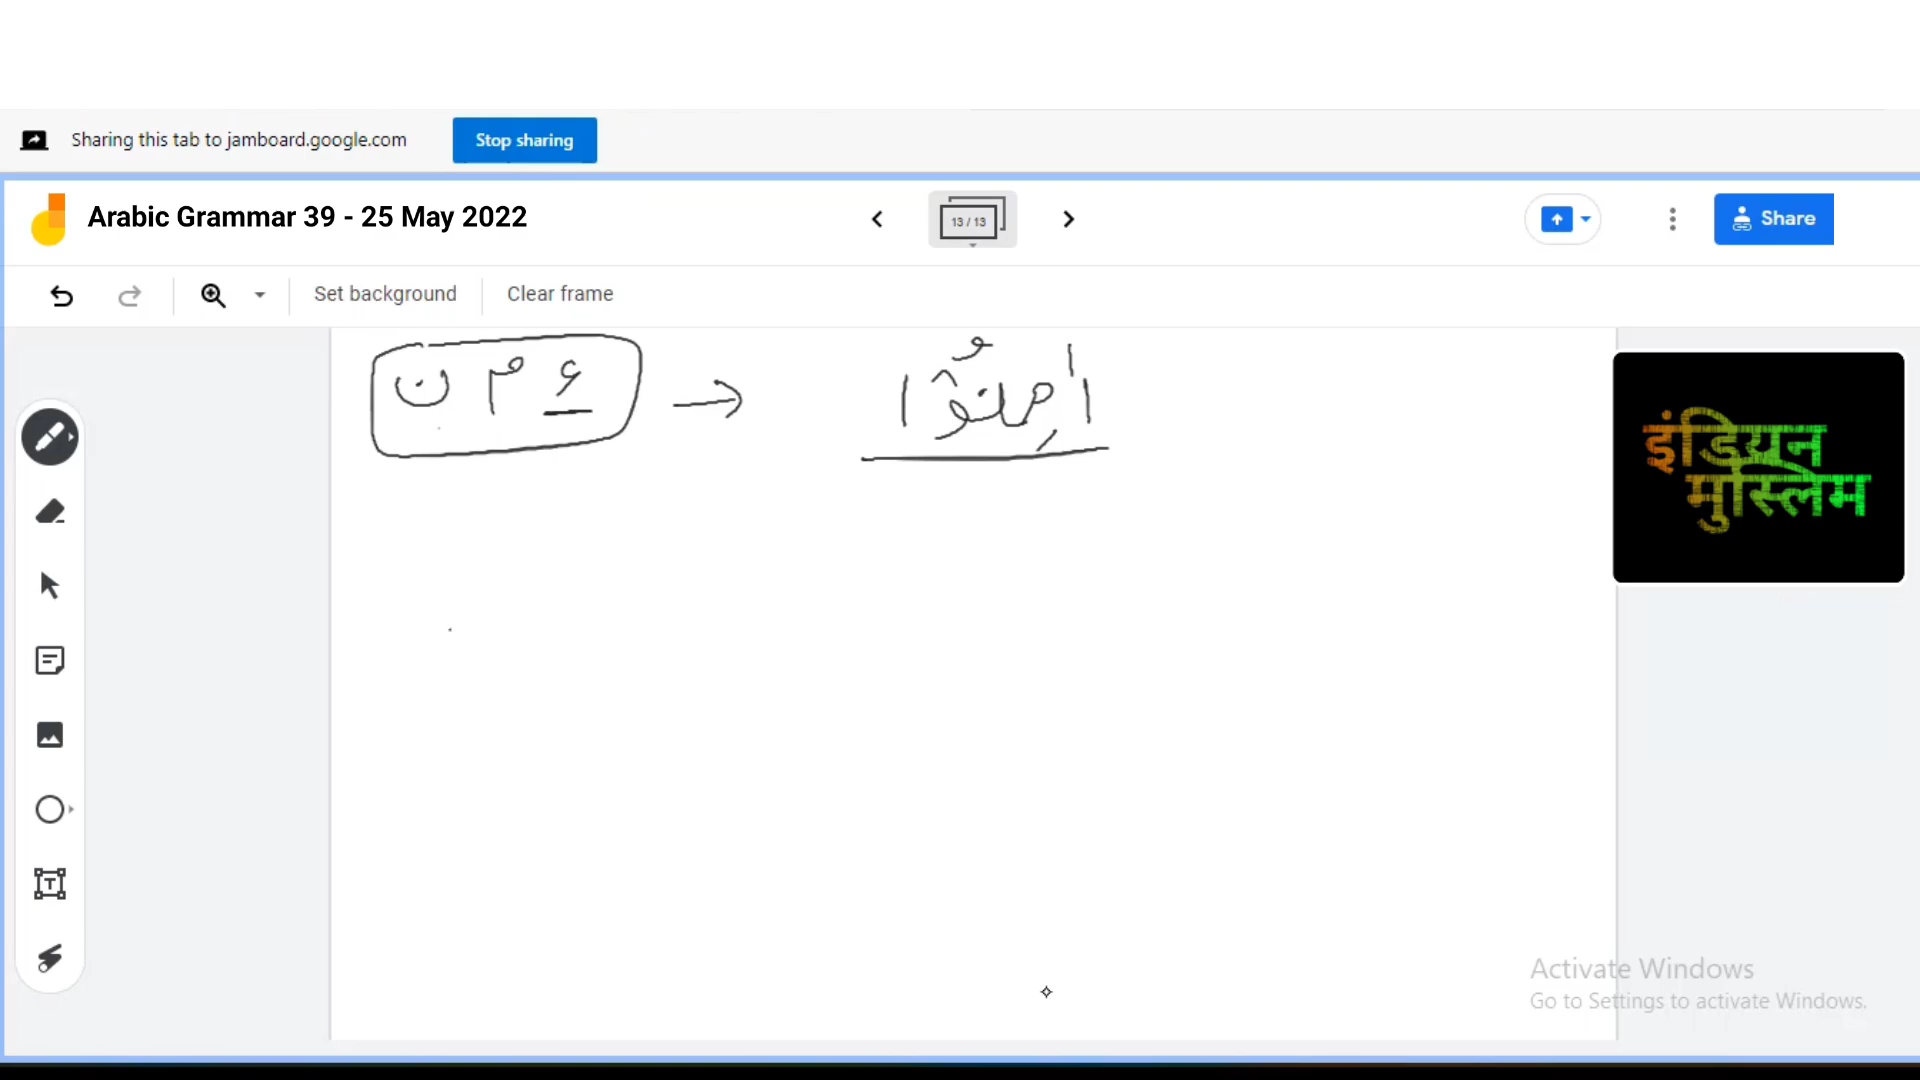 Sharing this tab to jamboard.google.com
Stop sharing
Arabic Grammar 39 - 25 May 2022
13 / 13
Share
Set background
Clear frame
ء م ن → اٰمِنُوْا
इंडियन
मुस्लिम
Activate Windows
Go to Settings to activate Windows.